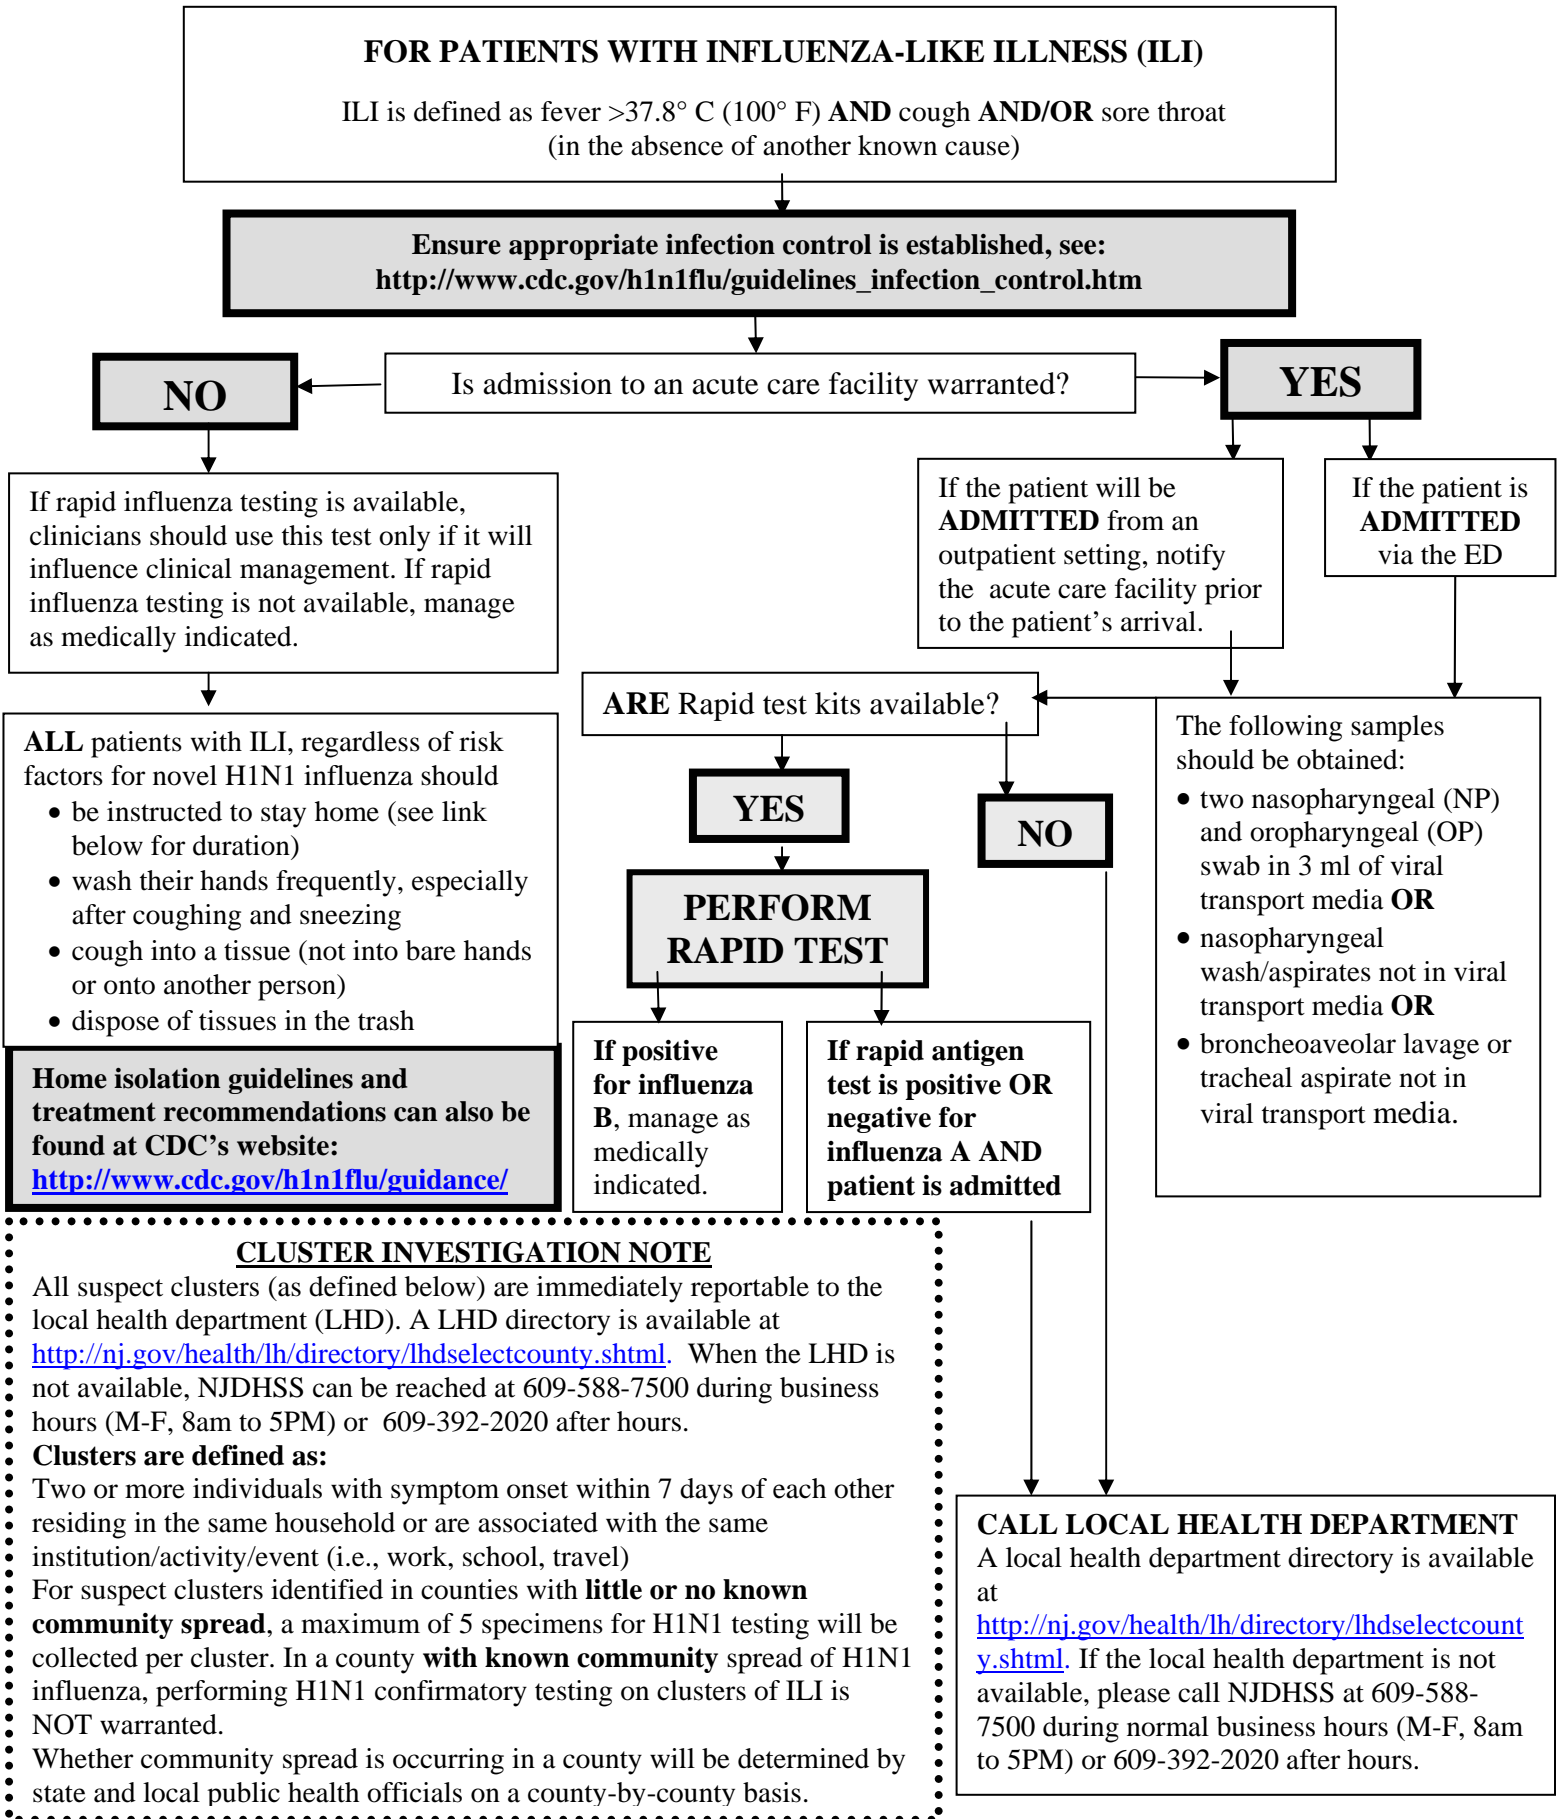 FOR PATIENTS WITH INFLUENZA-LIKE ILLNESS (ILI)
ILI is defined as fever >37.8° C (100° F) AND cough AND/OR sore throat
(in the absence of another known cause)
Ensure appropriate infection control is established, see:
http://www.cdc.gov/h1n1flu/guidelines_infection_control.htm
NO
Is admission to an acute care facility warranted?
YES
If rapid influenza testing is available,
clinicians should use this test only if it will
influence clinical management. If rapid
influenza testing is not available, manage
as medically indicated.
If the patient will be
ADMITTED from an
outpatient setting, notify
the  acute care facility prior
to the patient's arrival.
If the patient is
ADMITTED
via the ED
ALL patients with ILI, regardless of risk
factors for novel H1N1 influenza should
• be instructed to stay home (see link
below for duration)
• wash their hands frequently, especially
after coughing and sneezing
• cough into a tissue (not into bare hands
or onto another person)
• dispose of tissues in the trash
Home isolation guidelines and
treatment recommendations can also be
found at CDC's website:
http://www.cdc.gov/h1n1flu/guidance/
ARE Rapid test kits available?
YES
NO
PERFORM
RAPID TEST
If positive
for influenza
B, manage as
medically
indicated.
If rapid antigen
test is positive OR
negative for
influenza A AND
patient is admitted
The following samples
should be obtained:
• two nasopharyngeal (NP)
and oropharyngeal (OP)
swab in 3 ml of viral
transport media OR
• nasopharyngeal
wash/aspirates not in viral
transport media OR
• broncheoaveolar lavage or
tracheal aspirate not in
viral transport media.
CLUSTER INVESTIGATION NOTE
All suspect clusters (as defined below) are immediately reportable to the
local health department (LHD). A LHD directory is available at
http://nj.gov/health/lh/directory/lhdselectcounty.shtml.  When the LHD is
not available, NJDHSS can be reached at 609-588-7500 during business
hours (M-F, 8am to 5PM) or  609-392-2020 after hours.
Clusters are defined as:
Two or more individuals with symptom onset within 7 days of each other
residing in the same household or are associated with the same
institution/activity/event (i.e., work, school, travel)
For suspect clusters identified in counties with little or no known
community spread, a maximum of 5 specimens for H1N1 testing will be
collected per cluster. In a county with known community spread of H1N1
influenza, performing H1N1 confirmatory testing on clusters of ILI is
NOT warranted.
Whether community spread is occurring in a county will be determined by
state and local public health officials on a county-by-county basis.
CALL LOCAL HEALTH DEPARTMENT
A local health department directory is available
at
http://nj.gov/health/lh/directory/lhdselectcount
y.shtml. If the local health department is not
available, please call NJDHSS at 609-588-
7500 during normal business hours (M-F, 8am
to 5PM) or 609-392-2020 after hours.